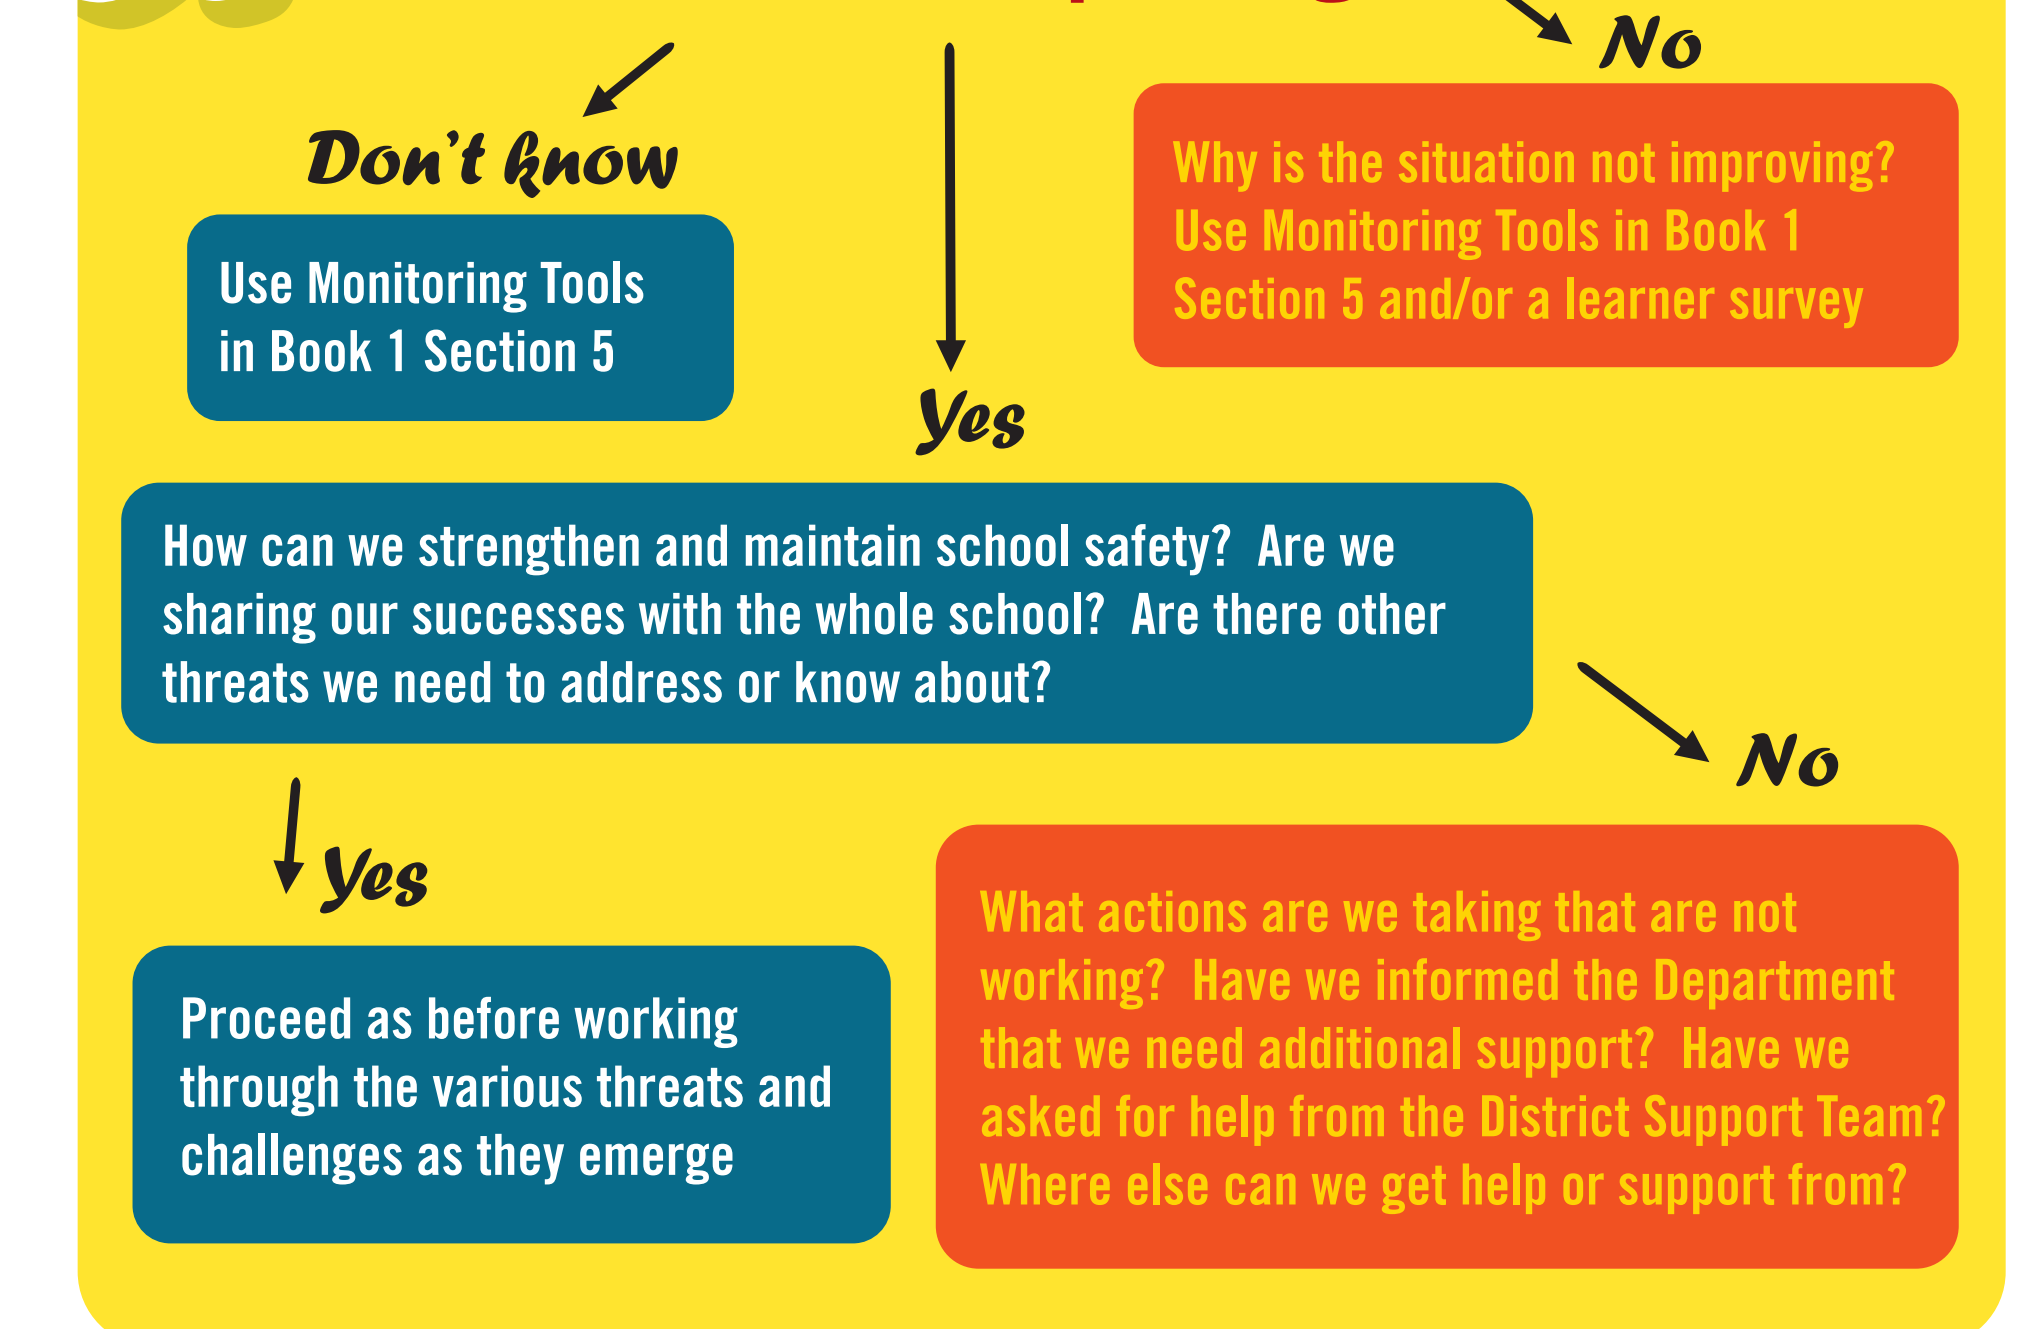 No
Don't know
Why is the situation not improving?
Use Monitoring Tools in Book 1
Section 5 and/or a learner survey
Use Monitoring Tools
in Book 1 Section 5
Yes
How can we strengthen and maintain school safety? Are we
sharing our successes with the whole school? Are there other
threats we need to address or know about?
No
Yes
What actions are we taking that are not
working? Have we informed the Department
that we need additional support? Have we
asked for help from the District Support Team?
Where else can we get help or support from?
Proceed as before working
through the various threats and
challenges as they emerge